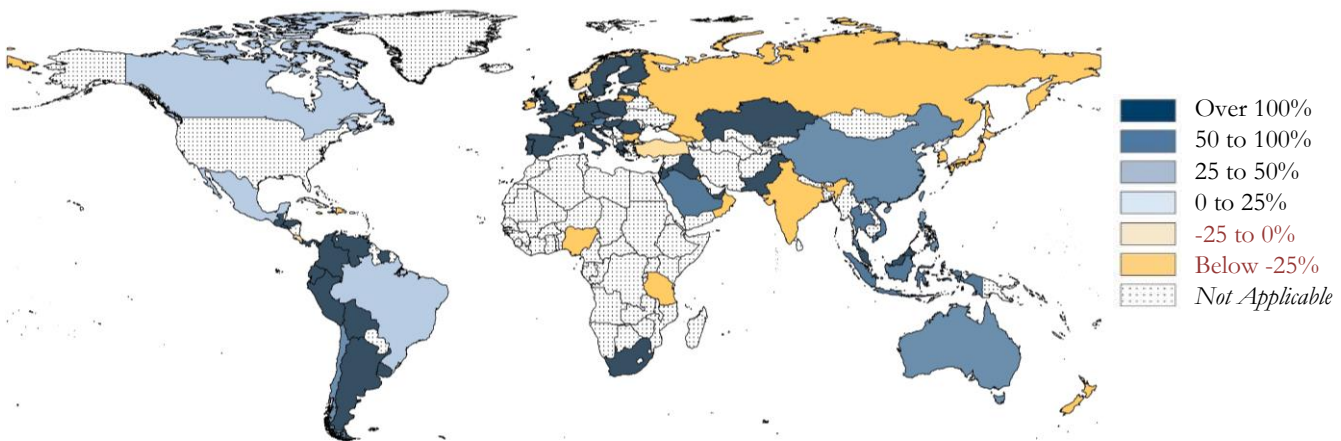 Over 100%
50 to 100%
25 to 50%
0 to 25%
-25 to 0%
Below -25%
Not Applicable